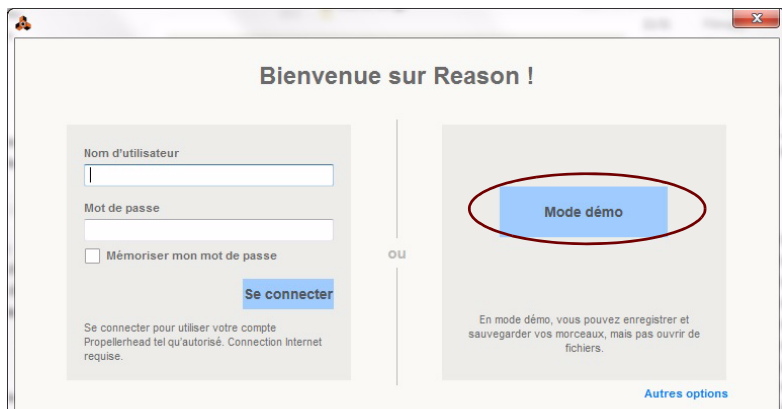 Bienvenue sur Reason !
Nom d'utilisateur
Mot de passe
Mémoriser mon mot de passe
Se connecter
Se connecter pour utiliser votre compte
Propellerhead tel qu'autorisé. Connection Internet
requise.
ou
Mode démo
En mode démo, vous pouvez enregistrer et
sauvegarder vos morceaux, mais pas ouvrir de
fichiers.
Autres options